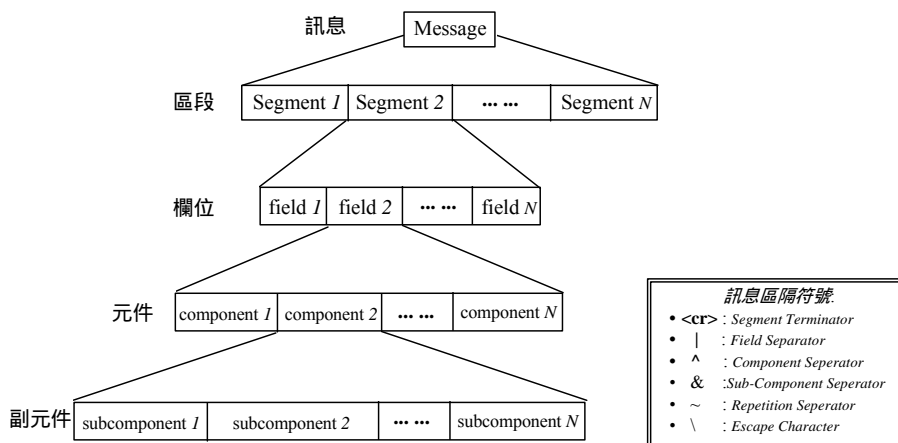 訊息 Message
區段 Segment 1 Segment 2 ... ... Segment N
欄位 field 1 field 2 ... ... field N
元件 component 1 component 2 ... ... component N
副元件 subcomponent 1 subcomponent 2 ... ... subcomponent N
訊息區隔符號:
• <cr> : Segment Terminator
• | : Field Separator
• ^ : Component Seperator
• & :Sub-Component Seperator
• ~ : Repetition Seperator
• \ : Escape Character